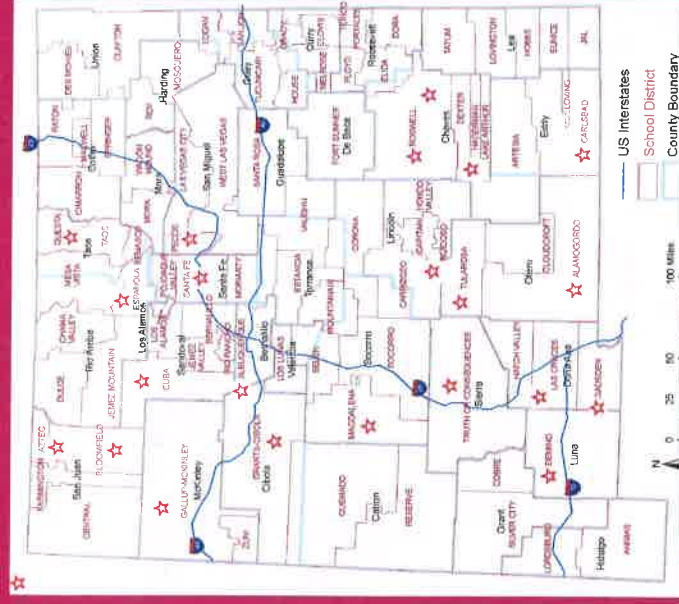 UNION
CLAYTON
DES MOINES
RATON
MAXWELL
Colfax
SPRINGER
CIMARRON
QUESTA
Taos
TAOS
MESA VISTA
PEÑASCO
CHAMA VALLEY
Rio Arriba
DULCE
JEMEZ MOUNTAIN
AZTEC
FARMINGTON
San Juan
BLOOMFIELD
CENTRAL
Harding
MOSQUERO
ROY
WAGON MOUND
Mora
MORA
LAS VEGAS CITY
San Miguel
WEST LAS VEGAS
PECOS
ESPAÑOLA
POJOAQUE VALLEY
SANTA FE
Santa Fe
Los Alamos
LOS ALAMOS
Sandoval
JEMEZ VALLEY
BERNALILLO
CUBA
GALLUP-MCKINLEY
McKinley
ZUNI
LOGAN
SAN JON
Quay
TUCUMCARI
HOUSE
GRADY
Curry
CLOVIS
MELROSE
TEXICO
PORTALES
FLOYD
Roosevelt
ELIDA
DORA
SANTA ROSA
Guadalupe
VAUGHN
FORT SUMNER
De Baca
MORIARTY
ESTANCIA
Torrance
MOUNTAINAIR
RIO RANCHO
ALBUQUERQUE
Bernalillo
LOS LUNAS
Valencia
BELEN
GRANTS-CIBOLA
Cibola
CORONA
Lincoln
CARRIZOZO
CAPITAN
HONDO VALLEY
RUIDOSO
Socorro
SOCORRO
MAGDALENA
QUEMADO
Catron
RESERVE
ROSWELL
Chaves
DEXTER
HAGERMAN
LAKE ARTHUR
TATUM
LOVINGTON
Lea
HOBBS
EUNICE
JAL
ARTESIA
Eddy
LOVING
CARLSBAD
TULAROSA
Otero
CLOUDCROFT
ALAMOGORDO
TRUTH OR CONSEQUENCES
Sierra
HATCH VALLEY
LAS CRUCES
Doña Ana
GADSDEN
COBRE
Grant
SILVER CITY
DEMING
Luna
LORDSBURG
Hidalgo
ANIMAS
US Interstates
School District
County Boundary
N
0 25 50 100 Miles